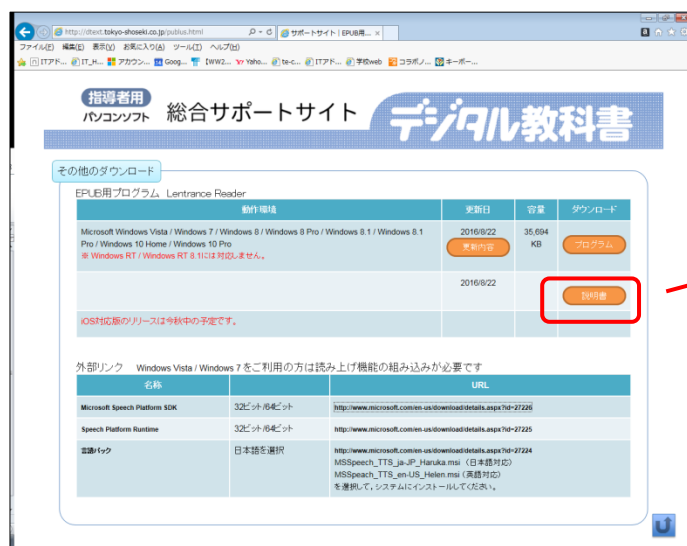 http://dtext.tokyo-shoseki.co.jp/publus.html
サポートサイト | EPUB用...
ファイル(F) 編集(E) 表示(V) お気に入り(A) ツール(T) ヘルプ(H)
ITアド... IT_H... アカウン... Goog... 【WW2... Yaho... te-c... ITアド... 学校web コラボノ... キーボー...
指導者用
パソコンソフト
総合サポートサイト
デジタル教科書
その他のダウンロード
EPUB用プログラム Lentrance Reader
動作環境 更新日 容量 ダウンロード
Microsoft Windows Vista / Windows 7 / Windows 8 / Windows 8 Pro / Windows 8.1 / Windows 8.1
Pro / Windows 10 Home / Windows 10 Pro
※ Windows RT / Windows RT 8.1には対応しません。
2016/8/22
更新内容
35,694
KB
プログラム
2016/8/22
説明書
iOS対応版のリリースは今秋中の予定です。
外部リンク Windows Vista / Windows 7 をご利用の方は読み上げ機能の組み込みが必要です
名称 URL
Microsoft Speech Platform SDK 32ビット/64ビット http://www.microsoft.com/en-us/download/details.aspx?id=27226
Speech Platform Runtime 32ビット/64ビット http://www.microsoft.com/en-us/download/details.aspx?id=27225
言語パック 日本語を選択 http://www.microsoft.com/en-us/download/details.aspx?id=27224
MSSpeech_TTS_ja-JP_Haruka.msi （日本語対応）
MSSpeach_TTS_en-US_Helen.msi （英語対応）
を選択して，システムにインストールしてください。